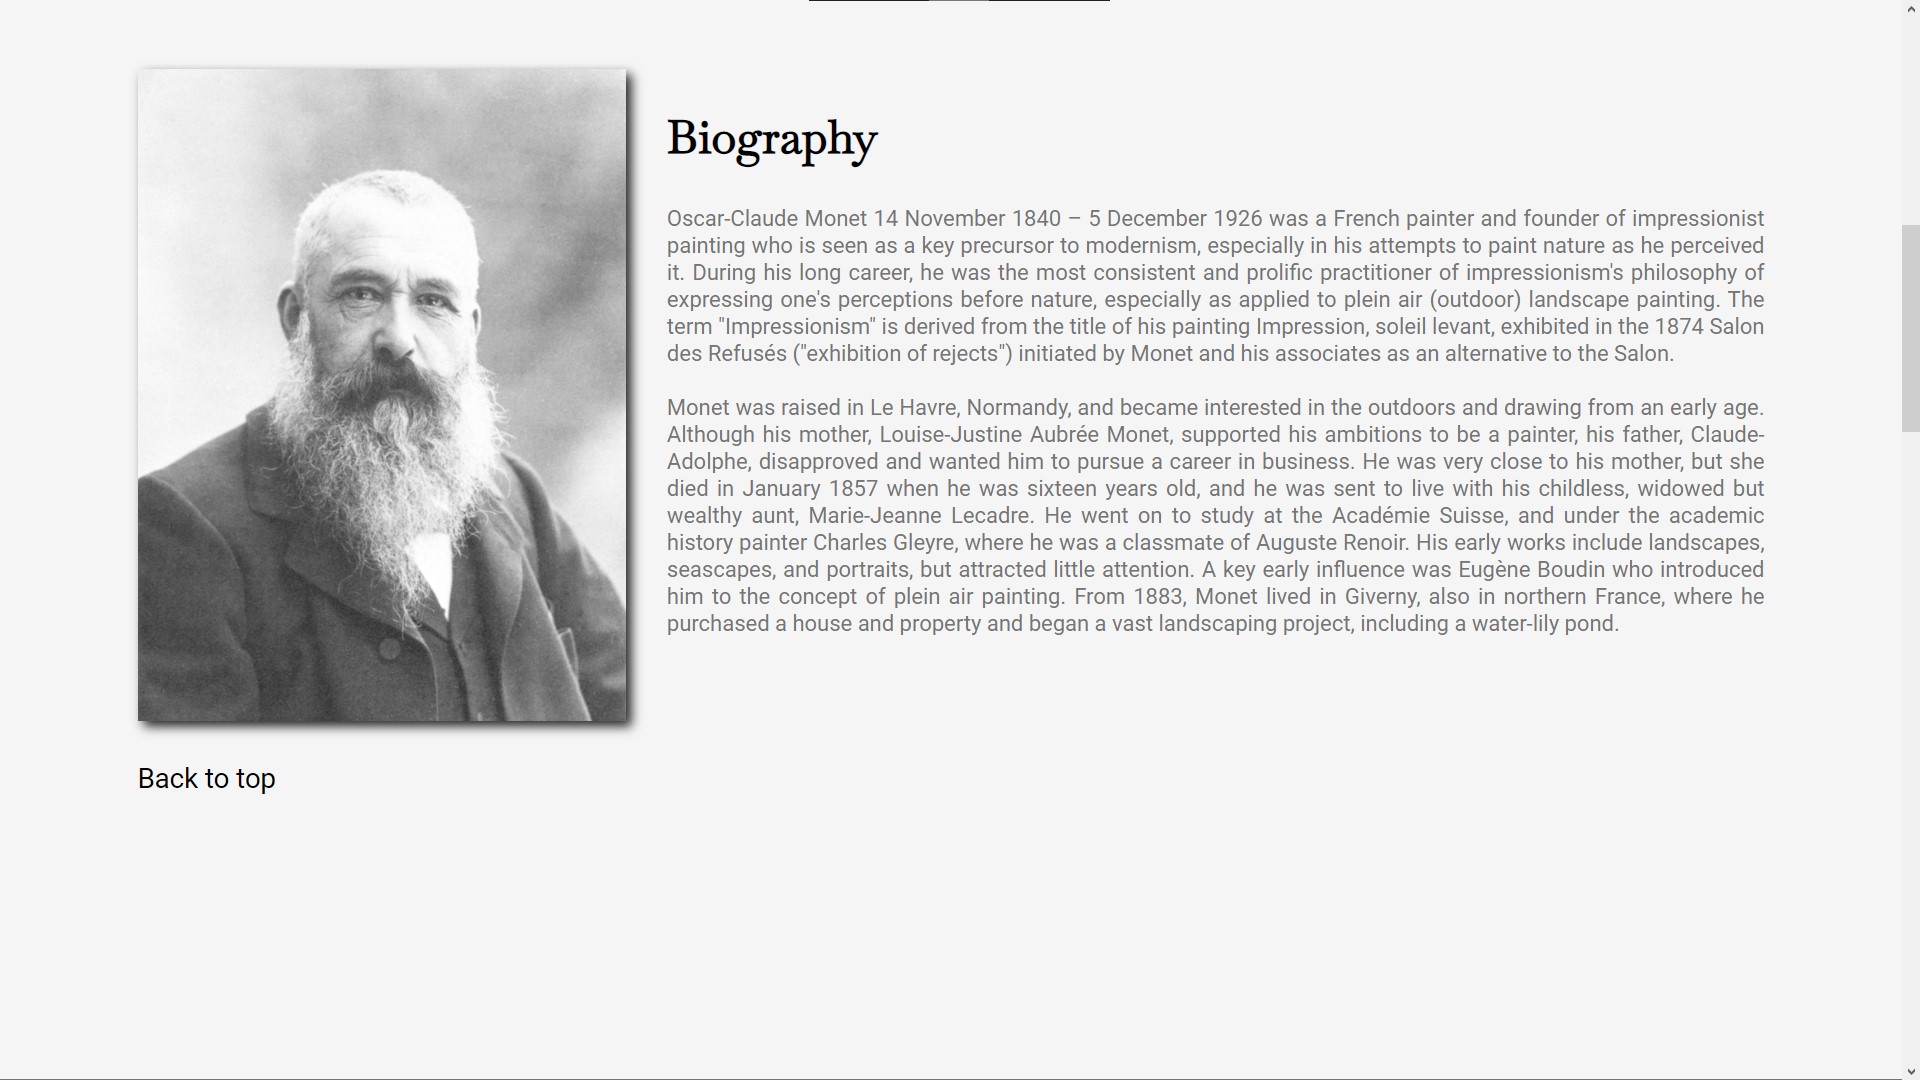 Biography
Oscar-Claude Monet 14 November 1840 – 5 December 1926 was a French painter and founder of impressionist
painting who is seen as a key precursor to modernism, especially in his attempts to paint nature as he perceived
it. During his long career, he was the most consistent and prolific practitioner of impressionism's philosophy of
expressing one's perceptions before nature, especially as applied to plein air (outdoor) landscape painting. The
term "Impressionism" is derived from the title of his painting Impression, soleil levant, exhibited in the 1874 Salon
des Refusés ("exhibition of rejects") initiated by Monet and his associates as an alternative to the Salon.
Monet was raised in Le Havre, Normandy, and became interested in the outdoors and drawing from an early age.
Although his mother, Louise-Justine Aubrée Monet, supported his ambitions to be a painter, his father, Claude-
Adolphe, disapproved and wanted him to pursue a career in business. He was very close to his mother, but she
died in January 1857 when he was sixteen years old, and he was sent to live with his childless, widowed but
wealthy aunt, Marie-Jeanne Lecadre. He went on to study at the Académie Suisse, and under the academic
history painter Charles Gleyre, where he was a classmate of Auguste Renoir. His early works include landscapes,
seascapes, and portraits, but attracted little attention. A key early influence was Eugène Boudin who introduced
him to the concept of plein air painting. From 1883, Monet lived in Giverny, also in northern France, where he
purchased a house and property and began a vast landscaping project, including a water-lily pond.
Back to top